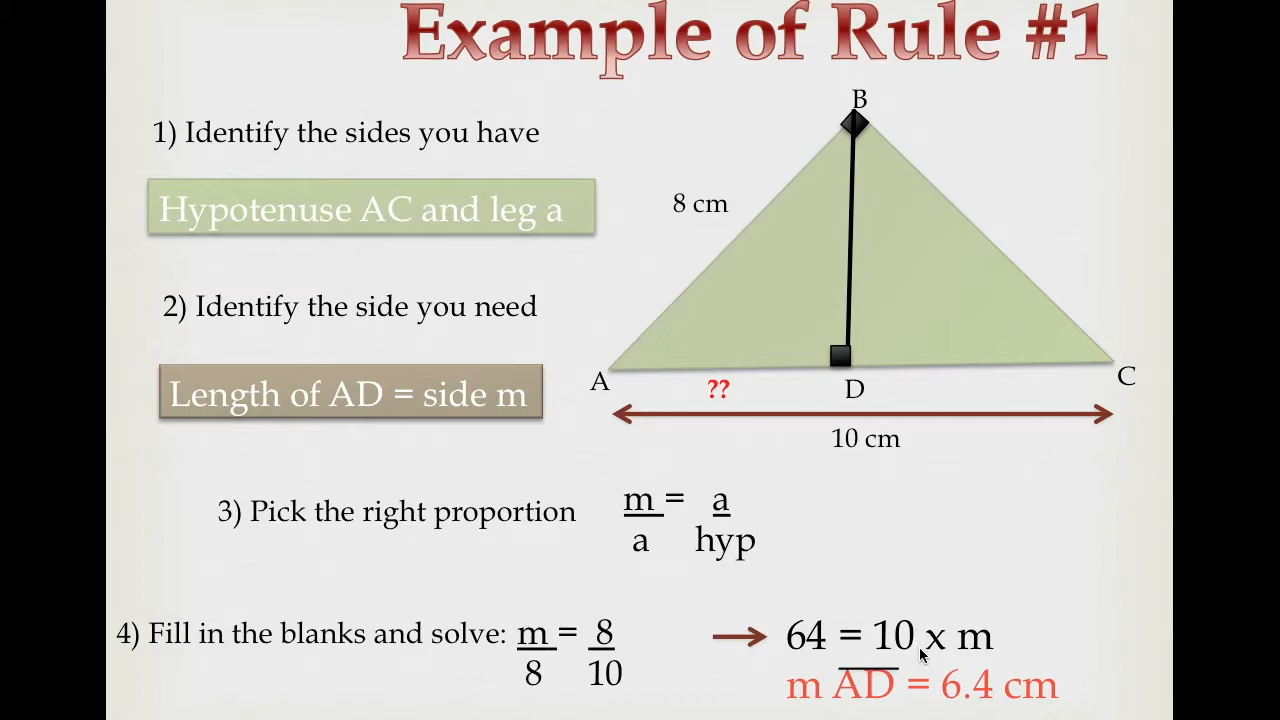 Example of Rule #1
1) Identify the sides you have
Hypotenuse AC and leg a
2) Identify the side you need
Length of AD = side m
B
8 cm
A
??
D
C
10 cm
3) Pick the right proportion
m = a
a hyp
4) Fill in the blanks and solve: m = 8
8 10
64 = 10 x m
m AD = 6.4 cm